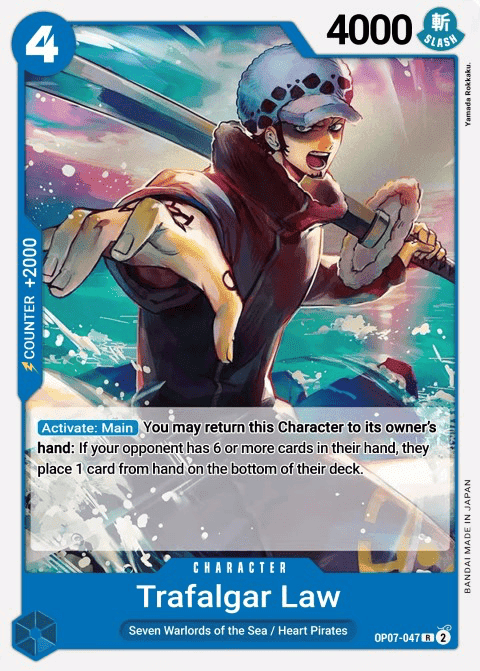 4
4000
斬
SLASH
Yamada Rokkaku.
COUNTER +2000
Activate: Main You may return this Character to its owner's
hand: If your opponent has 6 or more cards in their hand, they
place 1 card from hand on the bottom of their deck.
BANDAI MADE IN JAPAN
CHARACTER
Trafalgar Law
Seven Warlords of the Sea / Heart Pirates
OP07-047 R 2